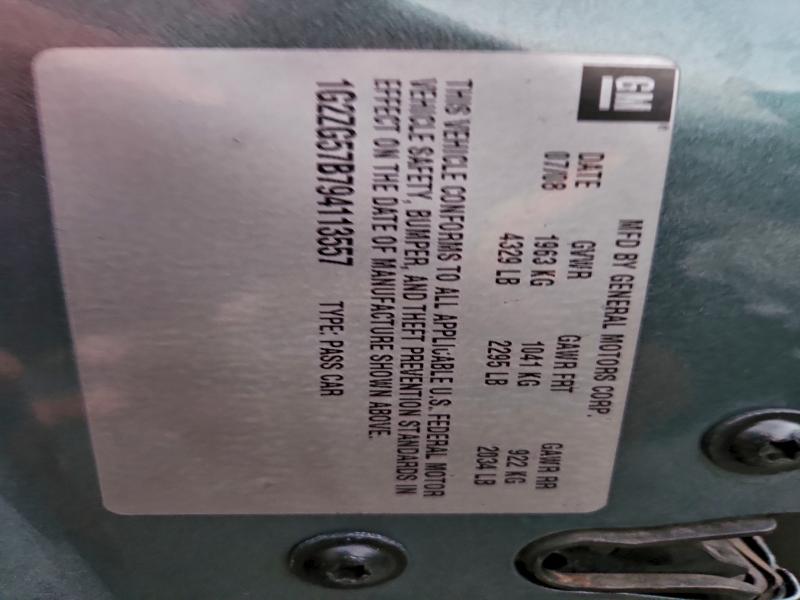 GM
MFD BY GENERAL MOTORS CORP.
DATE GVWR GAWR FRT GAWR RR
07/08 1963 KG 1041 KG 922 KG
4329 LB 2295 LB 2034 LB
THIS VEHICLE CONFORMS TO ALL APPLICABLE U.S. FEDERAL MOTOR
VEHICLE SAFETY, BUMPER, AND THEFT PREVENTION STANDARDS IN
EFFECT ON THE DATE OF MANUFACTURE SHOWN ABOVE.
1G2ZG57B794113557 TYPE: PASS CAR